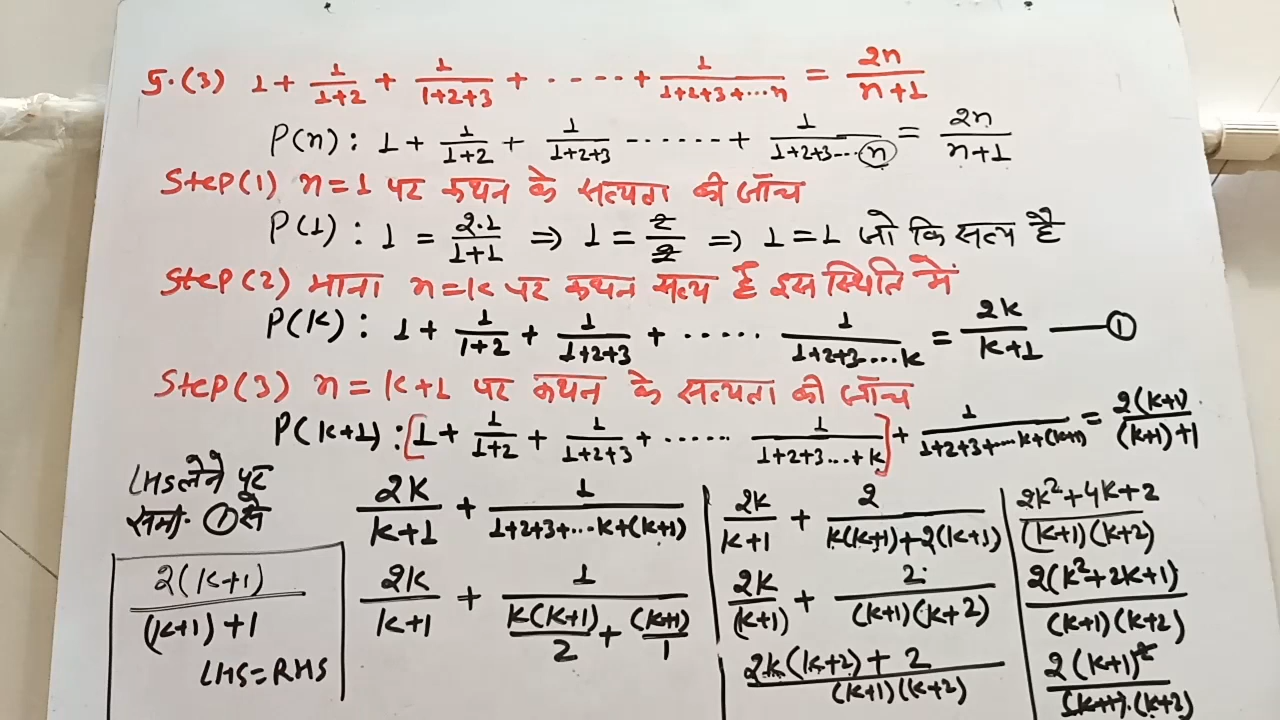 Q.(3) 1 + 1/(1+2) + 1/(1+2+3) + ..... + 1/(1+2+3+...n) = 2n/(n+1)
P(n): 1 + 1/(1+2) + 1/(1+2+3) ...... + 1/(1+2+3...n) = 2n/(n+1)
Step(1) n=1 पर कथन के सत्यता की जाँच
P(1): 1 = 2.1/(1+1) ⇒ 1 = 2/2 ⇒ 1=1 जो कि सत्य है
Step(2) माना n=k पर कथन सत्य है इस स्थिति में
P(k): 1 + 1/(1+2) + 1/(1+2+3) + ..... 1/(1+2+3....k) = 2k/(k+1) — ①
Step(3) n=k+1 पर कथन के सत्यता की जाँच
P(k+1): [1 + 1/(1+2) + 1/(1+2+3) + ...... 1/(1+2+3...+k)] + 1/(1+2+3+...k+(k+1)) = 2(k+1)/((k+1)+1)
LHS लेने पर
समी. ① से
2k/(k+1) + 1/(1+2+3+...k+(k+1))
2k/(k+1) + 1/(k(k+1)/2 + (k+1)/1)
2k/(k+1) + 2/(k(k+1)+2(k+1))
2k/(k+1) + 2/((k+1)(k+2))
(2k(k+2)+2)/((k+1)(k+2))
(2k²+4k+2)/((k+1)(k+2))
2(k²+2k+1)/((k+1)(k+2))
2(k+1)²/((k+1).(k+2))
2(k+1)/((k+1)+1)
LHS=RHS